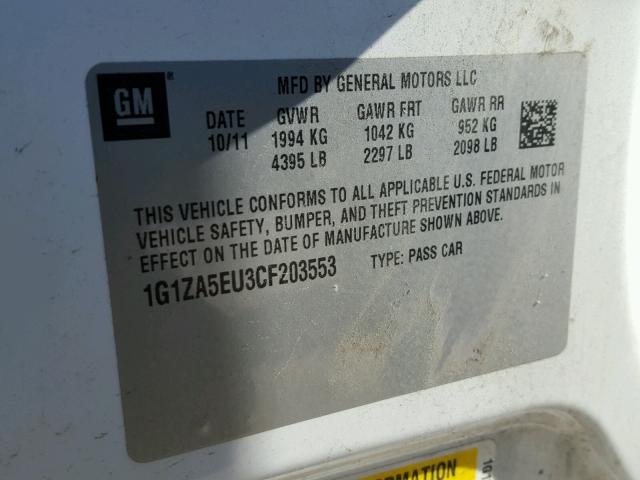 GM
MFD BY GENERAL MOTORS LLC
DATE GVWR GAWR FRT GAWR RR
10/11 1994 KG 1042 KG 952 KG
4395 LB 2297 LB 2098 LB
THIS VEHICLE CONFORMS TO ALL APPLICABLE U.S. FEDERAL MOTOR
VEHICLE SAFETY, BUMPER, AND THEFT PREVENTION STANDARDS IN
EFFECT ON THE DATE OF MANUFACTURE SHOWN ABOVE.
1G1ZA5EU3CF203553 TYPE: PASS CAR